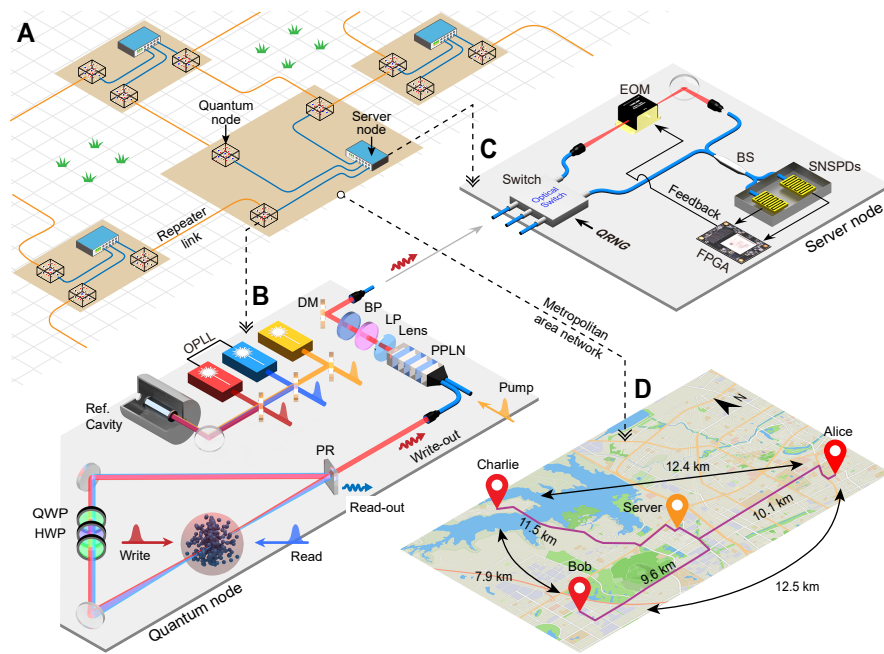 A
Quantum
node
Server
node
Repeater
link
C
EOM
Switch
Optical
Switch
QRNG
BS
SNSPDs
Feedback
FPGA
Server node
B
OPLL
DM
BP
LP
Lens
PPLN
Ref.
Cavity
Pump
Write-out
PR
Read-out
QWP
HWP
Write
Read
Quantum node
Metropolitan
area network
D
N
Alice
Charlie
12.4 km
Server
10.1 km
11.5 km
Bob
9.6 km
7.9 km
12.5 km